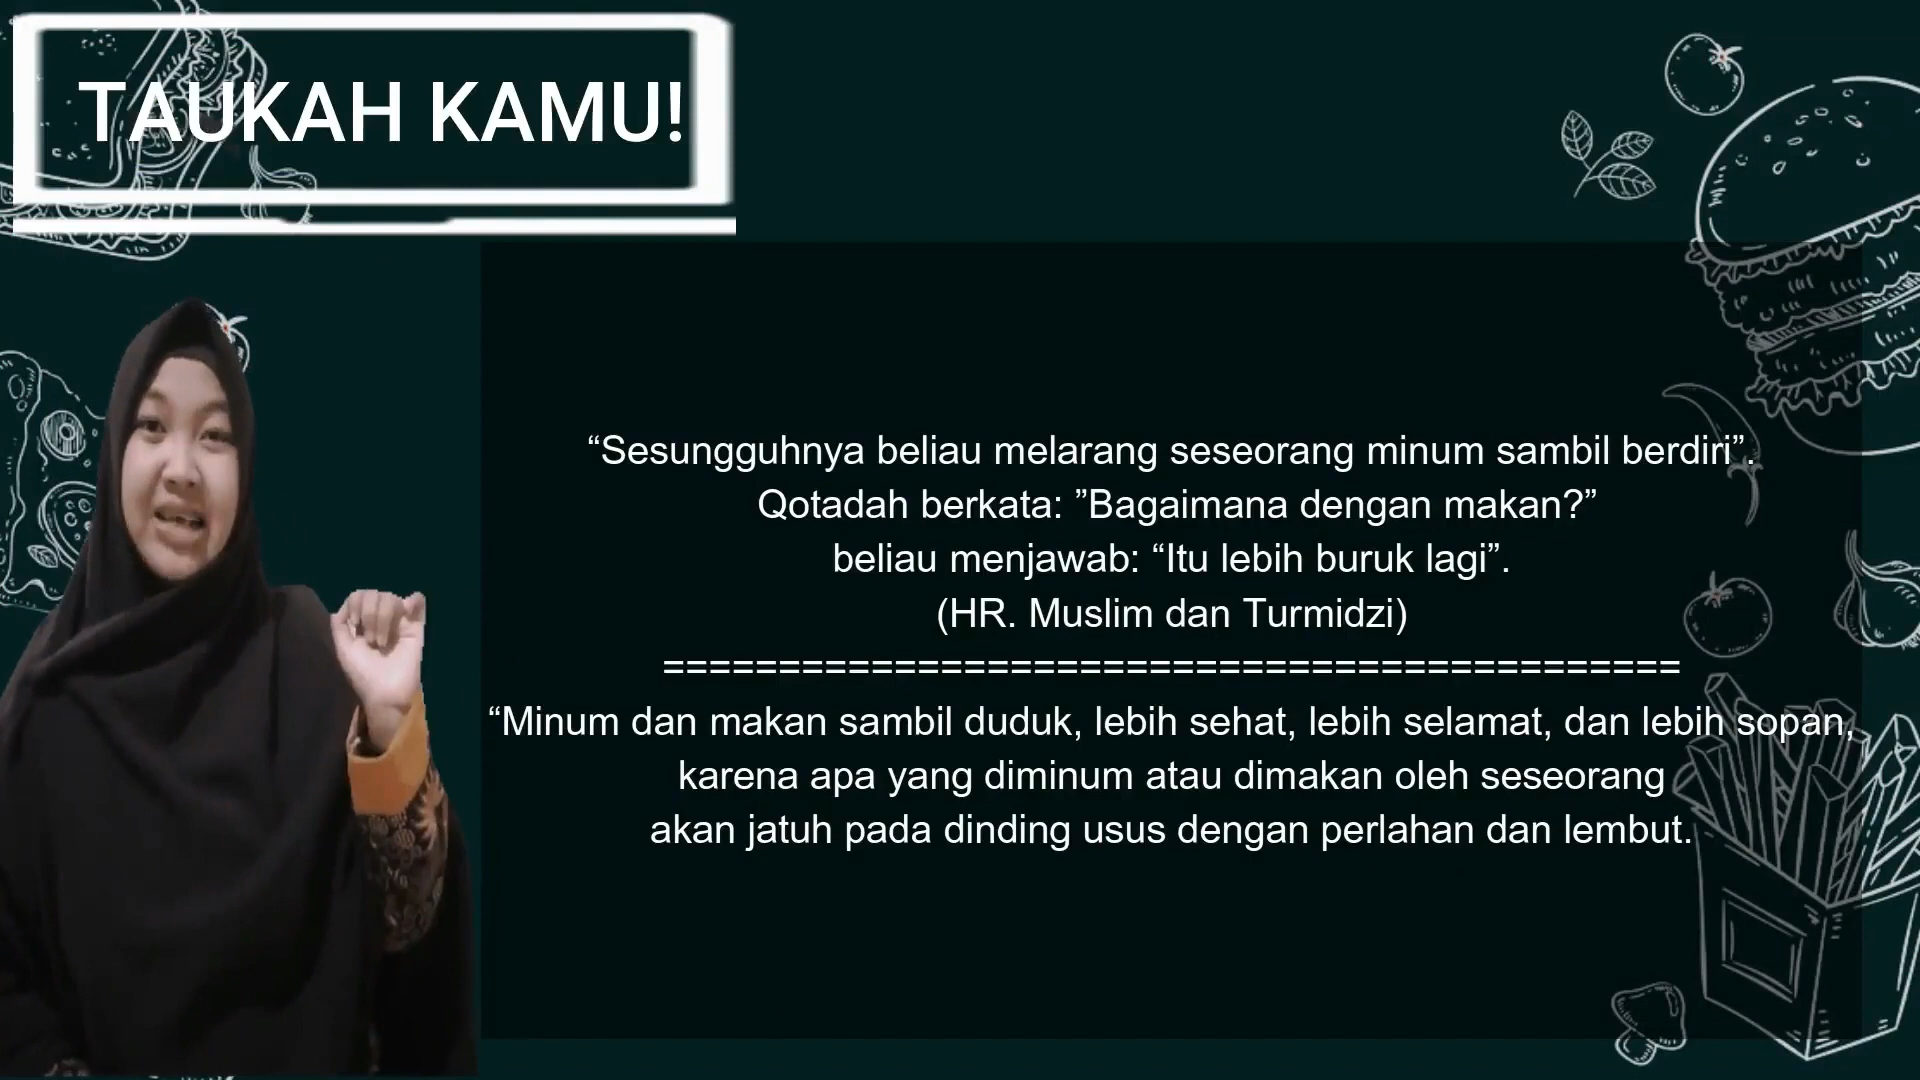 TAUKAH KAMU!
“Sesungguhnya beliau melarang seseorang minum sambil berdiri”.
Qotadah berkata: ”Bagaimana dengan makan?”
beliau menjawab: “Itu lebih buruk lagi”.
(HR. Muslim dan Turmidzi)
============================================
“Minum dan makan sambil duduk, lebih sehat, lebih selamat, dan lebih sopan,
karena apa yang diminum atau dimakan oleh seseorang
akan jatuh pada dinding usus dengan perlahan dan lembut.